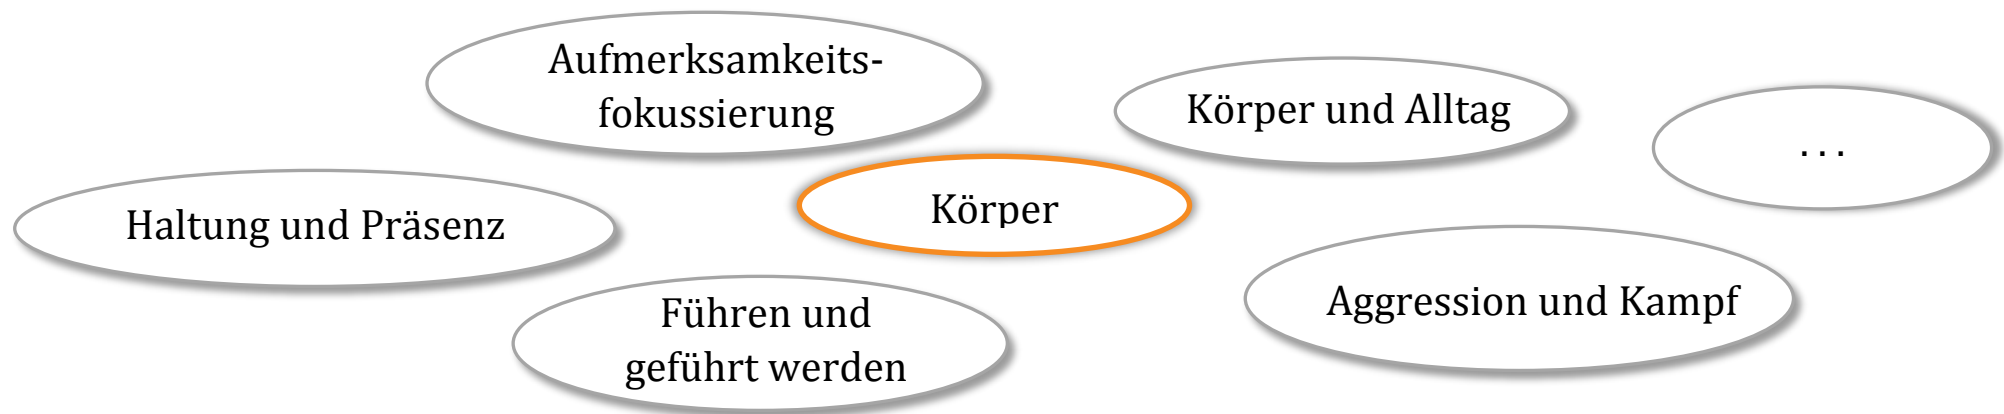 Aufmerksamkeits-
fokussierung
Körper und Alltag
. . .
Haltung und Präsenz
Körper
Führen und
geführt werden
Aggression und Kampf